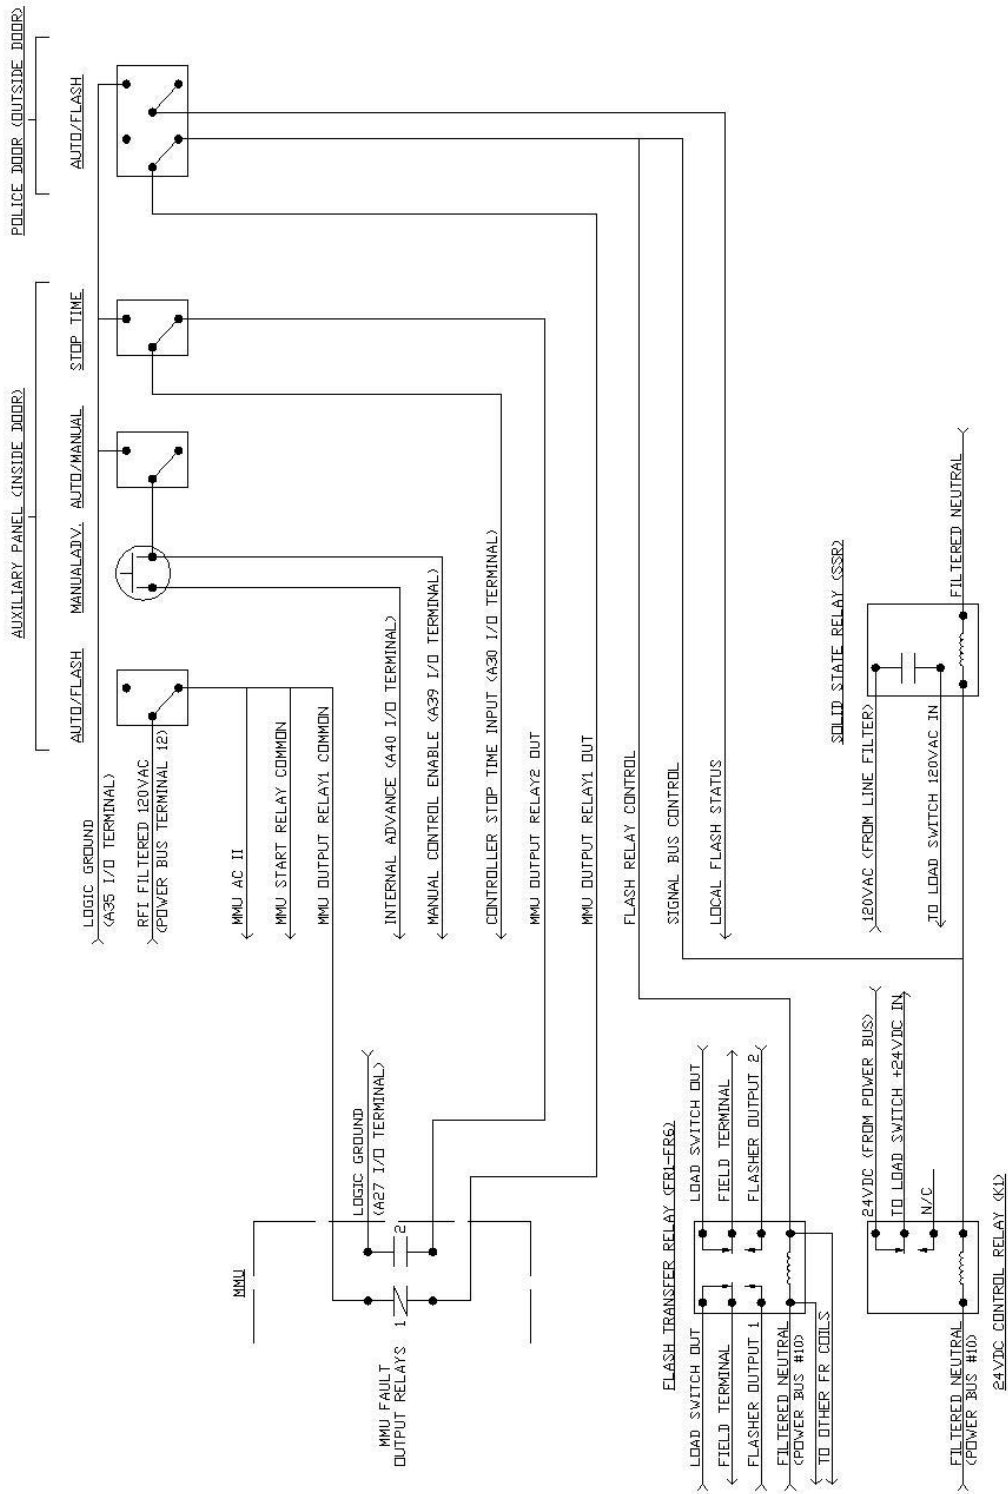 POLICE DOOR (OUTSIDE DOOR)
AUTO/FLASH
AUXILIARY PANEL (INSIDE DOOR)
STOP TIME
AUTO/MANUAL
MANUALADV.
AUTO/FLASH
LOGIC GROUND
(A35 I/O TERMINAL)
RFI FILTERED 120VAC
(POWER BUS TERMINAL 12)
MMU AC II
MMU START RELAY COMMON
MMU OUTPUT RELAY1 COMMON
INTERNAL ADVANCE (A40 I/O TERMINAL)
MANUAL CONTROL ENABLE (A39 I/O TERMINAL)
CONTROLLER STOP TIME INPUT (A30 I/O TERMINAL)
MMU OUTPUT RELAY2 OUT
MMU OUTPUT RELAY1 OUT
FLASH RELAY CONTROL
SIGNAL BUS CONTROL
LOCAL FLASH STATUS
MMU
LOGIC GROUND
(A27 I/O TERMINAL)
MMU FAULT
OUTPUT RELAYS
1
2
FLASH TRANSFER RELAY (FR1-FR6)
LOAD SWITCH OUT
FIELD TERMINAL
FLASHER OUTPUT 2
LOAD SWITCH OUT
FIELD TERMINAL
FLASHER OUTPUT 1
FILTERED NEUTRAL
(POWER BUS #10)
TO OTHER FR COILS
SOLID STATE RELAY (SSR)
120VAC (FROM LINE FILTER)
TO LOAD SWITCH 120VAC IN
FILTERED NEUTRAL
24VDC (FROM POWER BUS)
TO LOAD SWITCH +24VDC IN
N/C
FILTERED NEUTRAL
(POWER BUS #10)
24VDC CONTROL RELAY (K1)